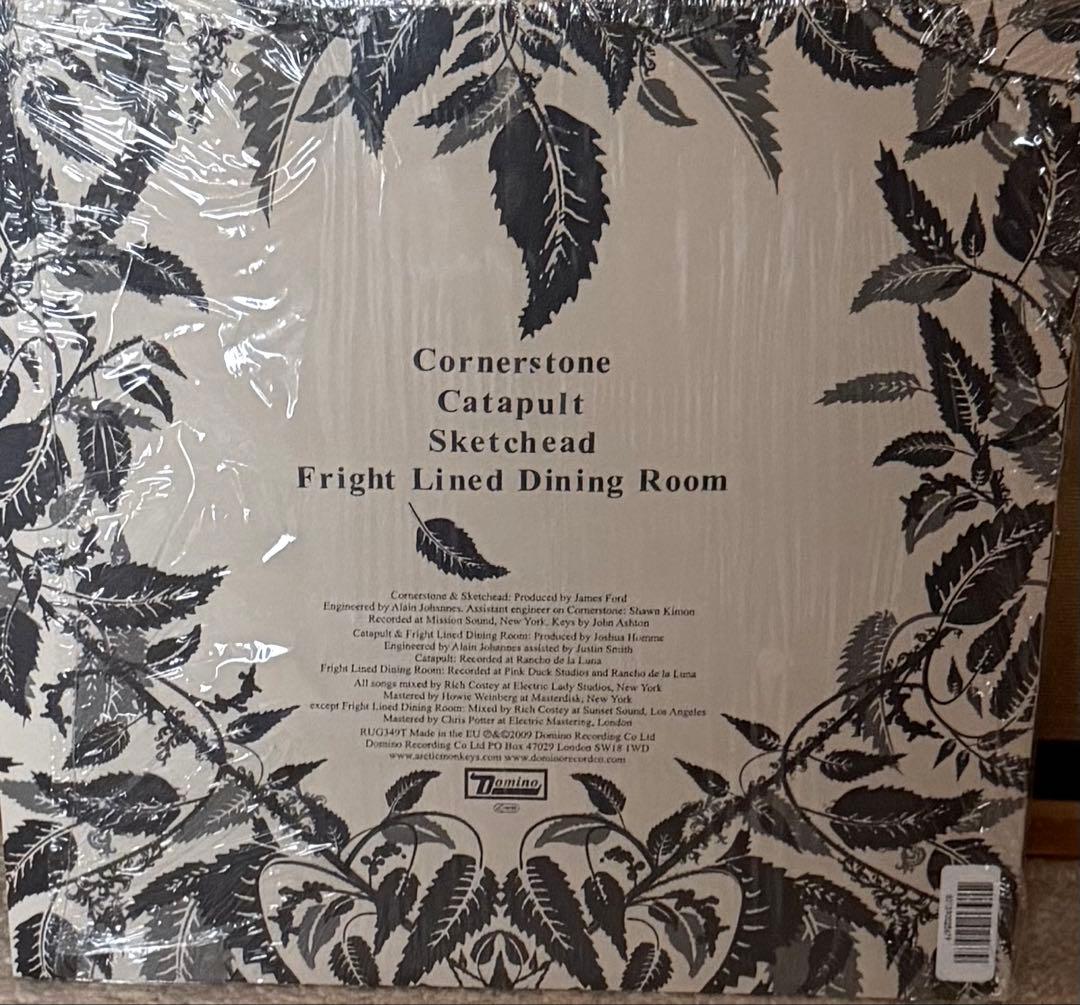 Cornerstone
Catapult
Sketchead
Fright Lined Dining Room
Cornerstone & Sketchead: Produced by James Ford
Engineered by Alain Johannes. Assistant engineer on Cornerstone: Shawn Kimon
Recorded at Mission Sound, New York. Keys by John Ashton
Catapult & Fright Lined Dining Room: Produced by Joshua Homme
Engineered by Alain Johannes assisted by Justin Smith
Catapult: Recorded at Rancho de la Luna
Fright Lined Dining Room: Recorded at Pink Duck Studios and Rancho de la Luna
All songs mixed by Rich Costey at Electric Lady Studios, New York
Mastered by Howie Weinberg at Masterdisk, New York
except Fright Lined Dining Room: Mixed by Rich Costey at Sunset Sound, Los Angeles
Mastered by Chris Potter at Electric Mastering, London
RUG349T Made in the EU ℗&©2009 Domino Recording Co Ltd
Domino Recording Co Ltd PO Box 47029 London SW18 1WD
www.arcticmonkeys.com www.dominorecordco.com
Domino